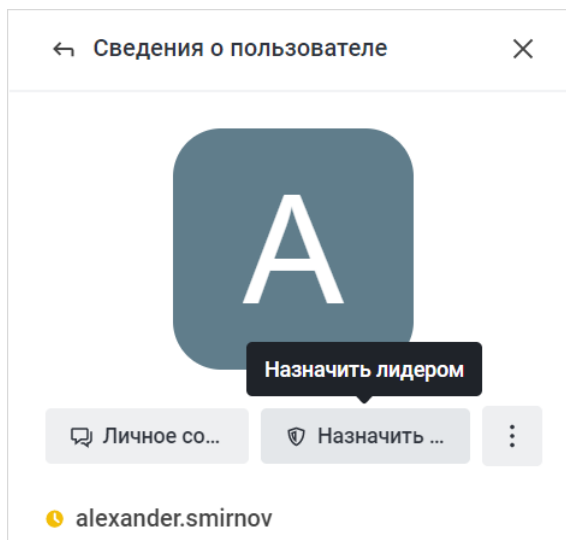 Сведения о пользователе
A
Назначить лидером
Личное со...
Назначить ...
alexander.smirnov